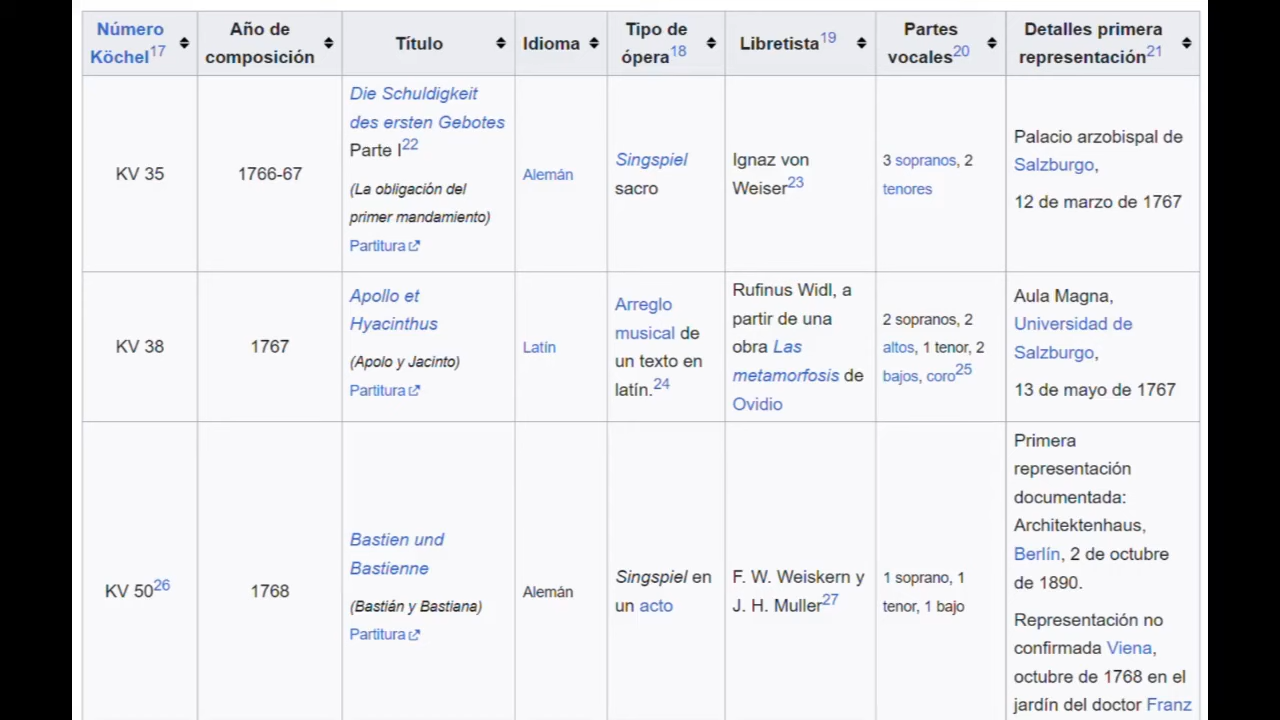 Número Köchel17
Año de composición
Título
Idioma
Tipo de ópera18
Libretista19
Partes vocales20
Detalles primera representación21
KV 35
1766-67
Die Schuldigkeit
des ersten Gebotes
Parte I22
(La obligación del
primer mandamiento)
Partitura
Alemán
Singspiel
sacro
Ignaz von
Weiser23
3 sopranos, 2
tenores
Palacio arzobispal de
Salzburgo,
12 de marzo de 1767
KV 38
1767
Apollo et
Hyacinthus
(Apolo y Jacinto)
Partitura
Latín
Arreglo
musical de
un texto en
latín.24
Rufinus Widl, a
partir de una
obra Las
metamorfosis de
Ovidio
2 sopranos, 2
altos, 1 tenor, 2
bajos, coro25
Aula Magna,
Universidad de
Salzburgo,
13 de mayo de 1767
KV 5026
1768
Bastien und
Bastienne
(Bastián y Bastiana)
Partitura
Alemán
Singspiel en
un acto
F. W. Weiskern y
J. H. Muller27
1 soprano, 1
tenor, 1 bajo
Primera
representación
documentada:
Architektenhaus,
Berlín, 2 de octubre
de 1890.
Representación no
confirmada Viena,
octubre de 1768 en el
jardín del doctor Franz